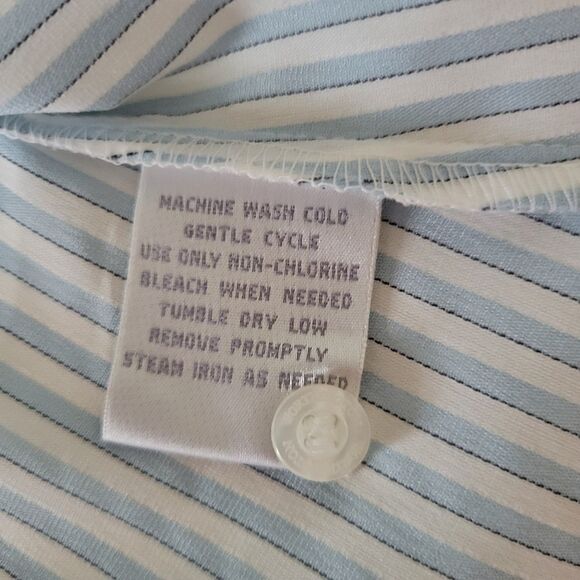 MACHINE WASH COLD
GENTLE CYCLE
USE ONLY NON-CHLORINE
BLEACH WHEN NEEDED
TUMBLE DRY LOW
REMOVE PROMPTLY
STEAM IRON AS NEEDED